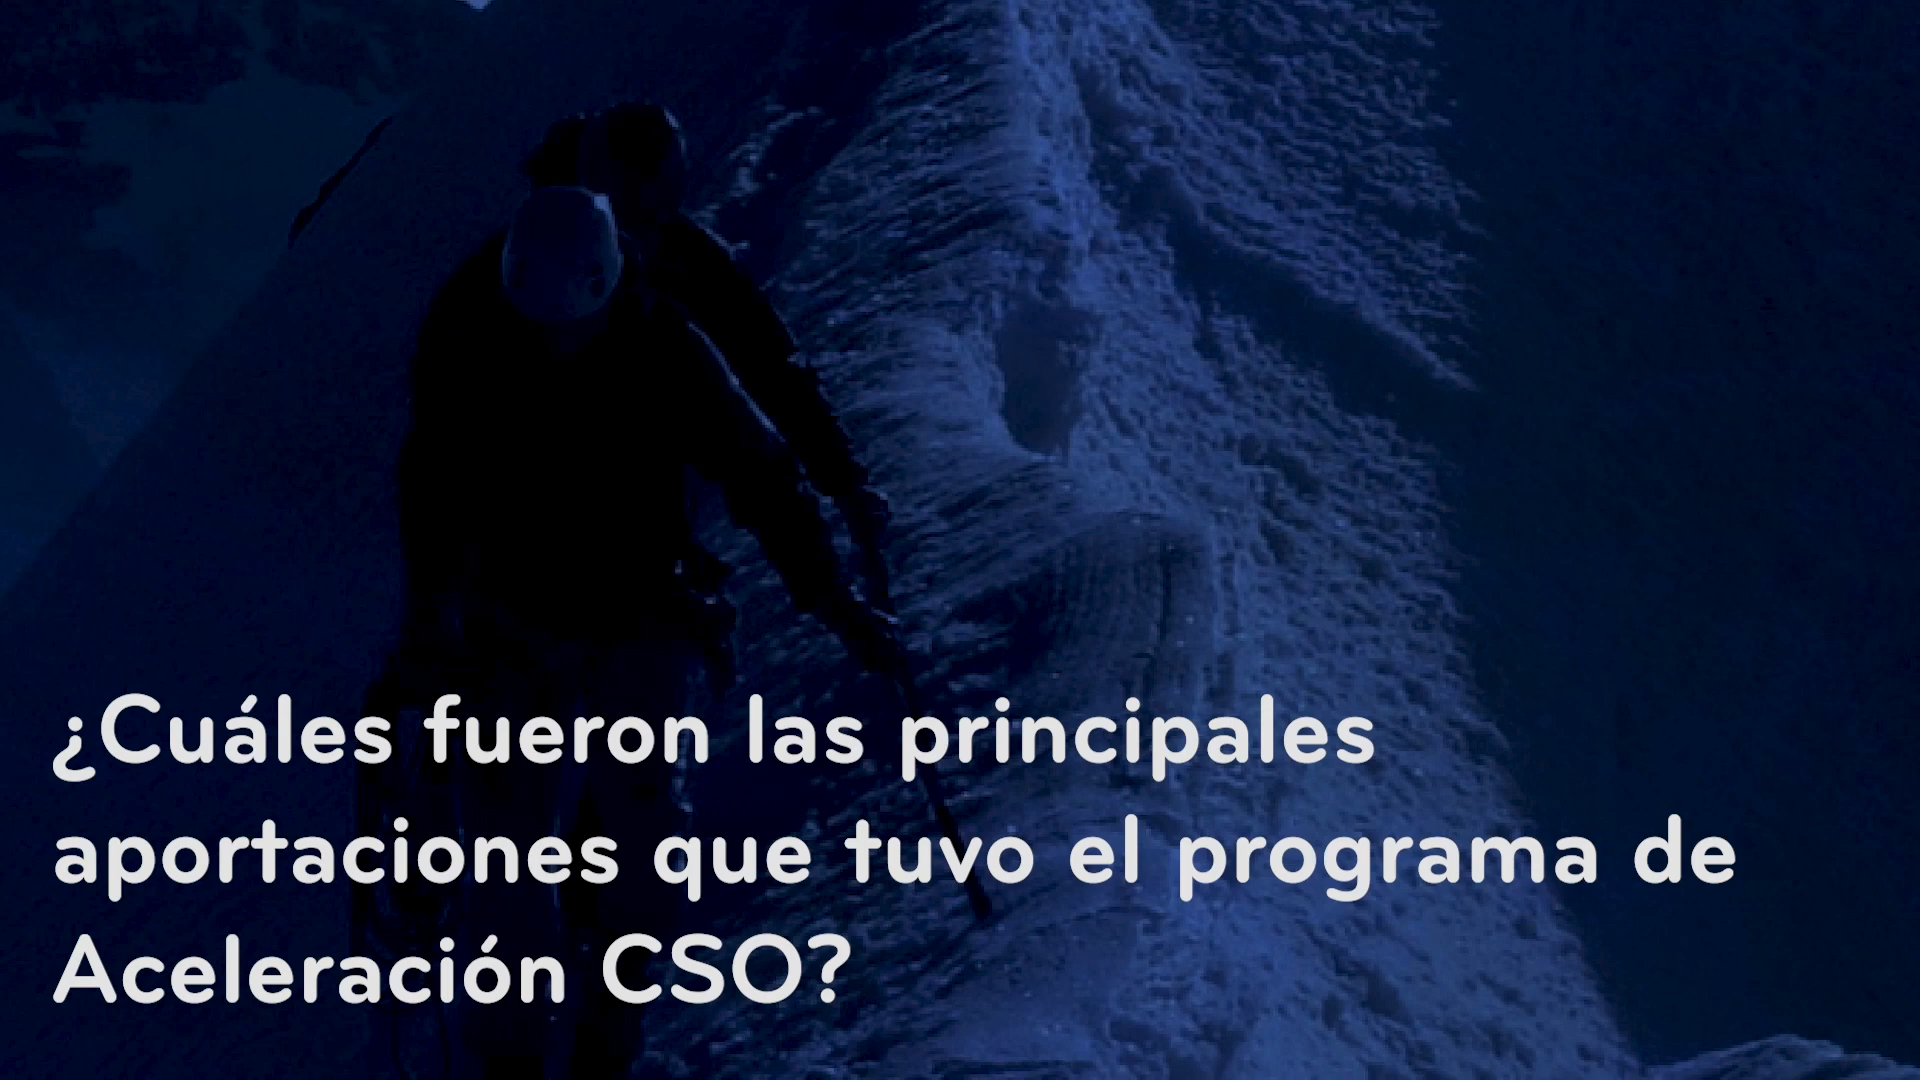 ¿Cuáles fueron las principales
aportaciones que tuvo el programa de
Aceleración CSO?